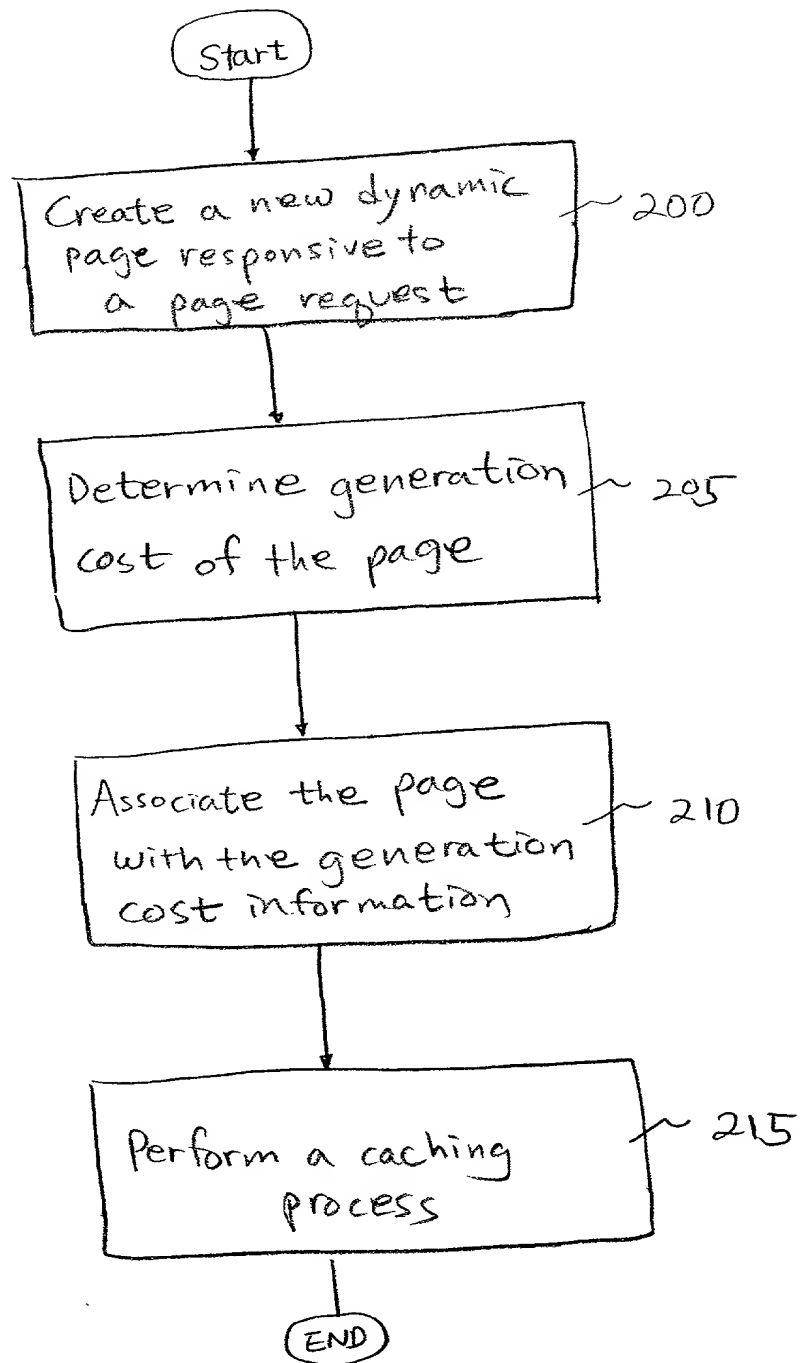 Start
Create a new dynamic
page responsive to
a page request
200
Determine generation
cost of the page
205
Associate the page
with the generation
cost information
210
Perform a caching
process
215
END